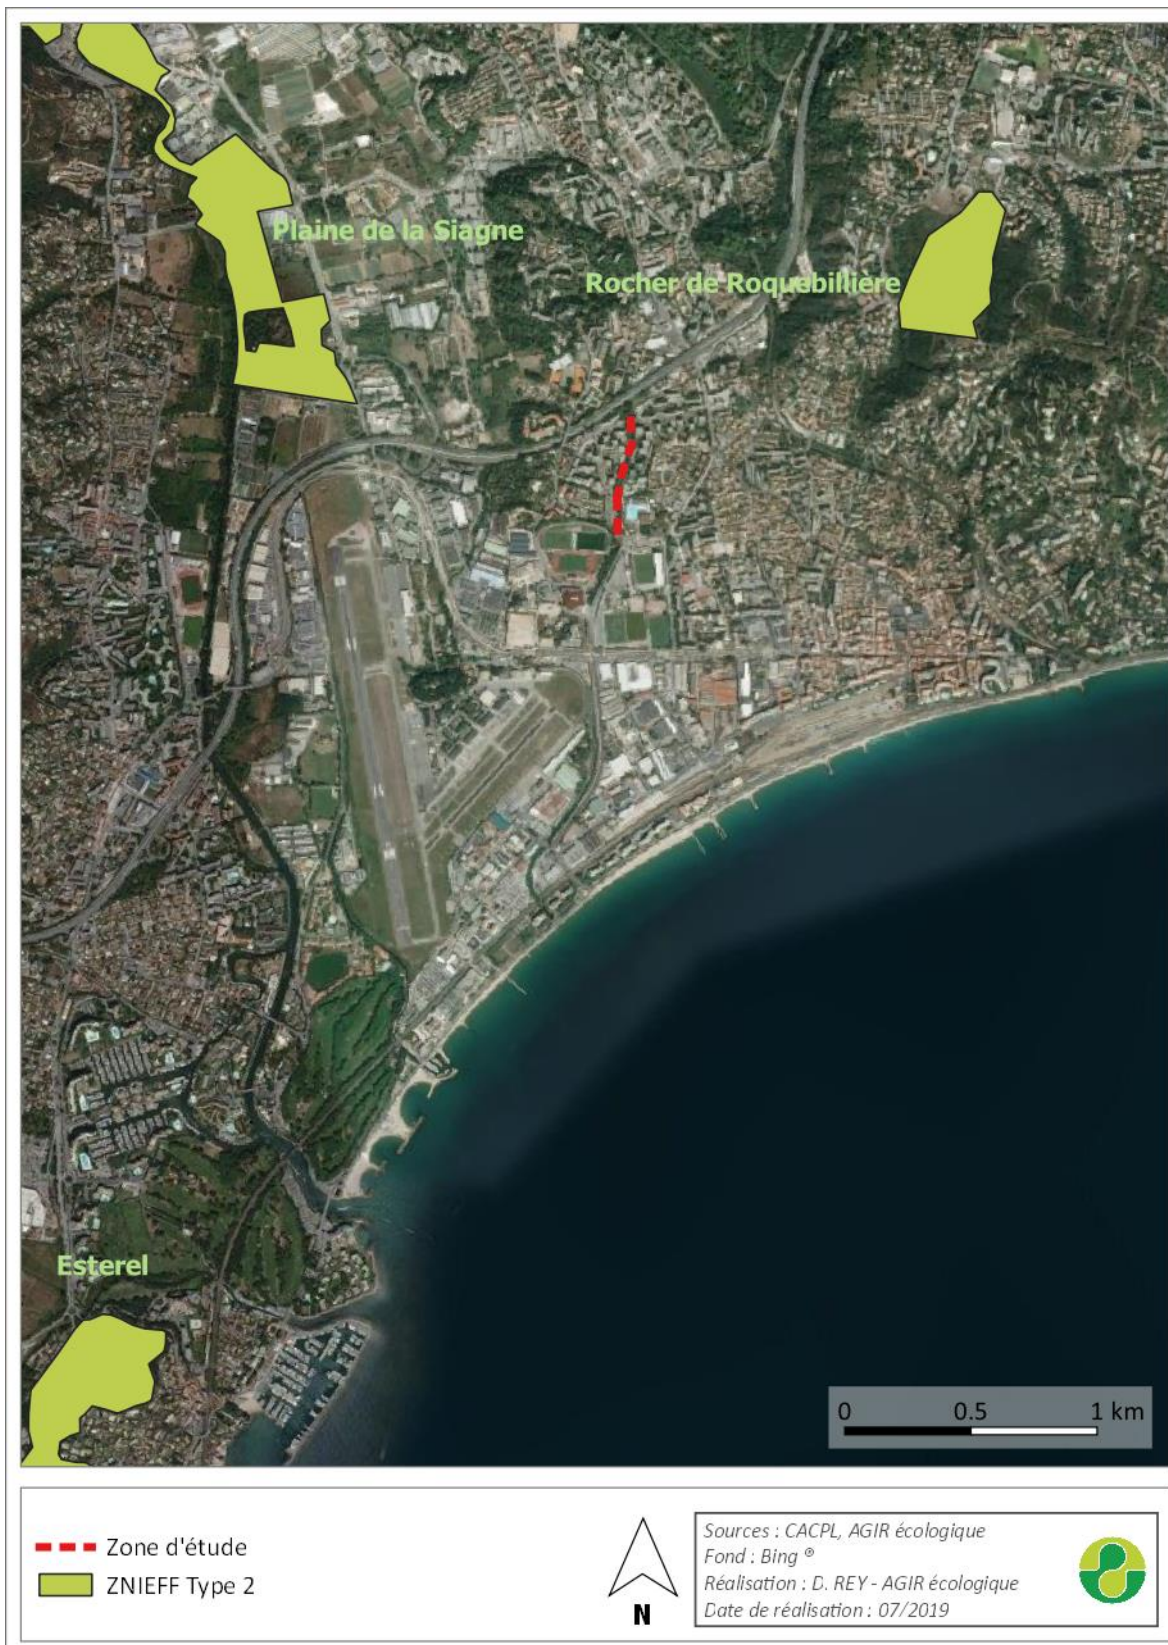 Plaine de la Siagne
Rocher de Roquebillière
Esterel
0 0.5 1 km
Zone d'étude
ZNIEFF Type 2
N
Sources : CACPL, AGIR écologique
Fond : Bing ®
Réalisation : D. REY - AGIR écologique
Date de réalisation : 07/2019